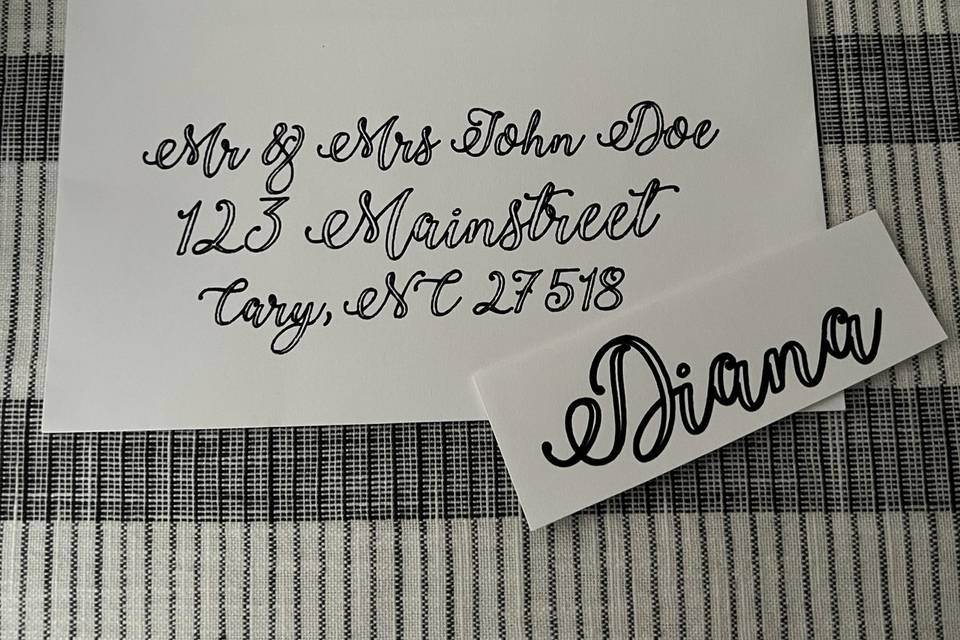 Mr & Mrs John Doe
123 Mainstreet
Cary, NC 27518
Diana